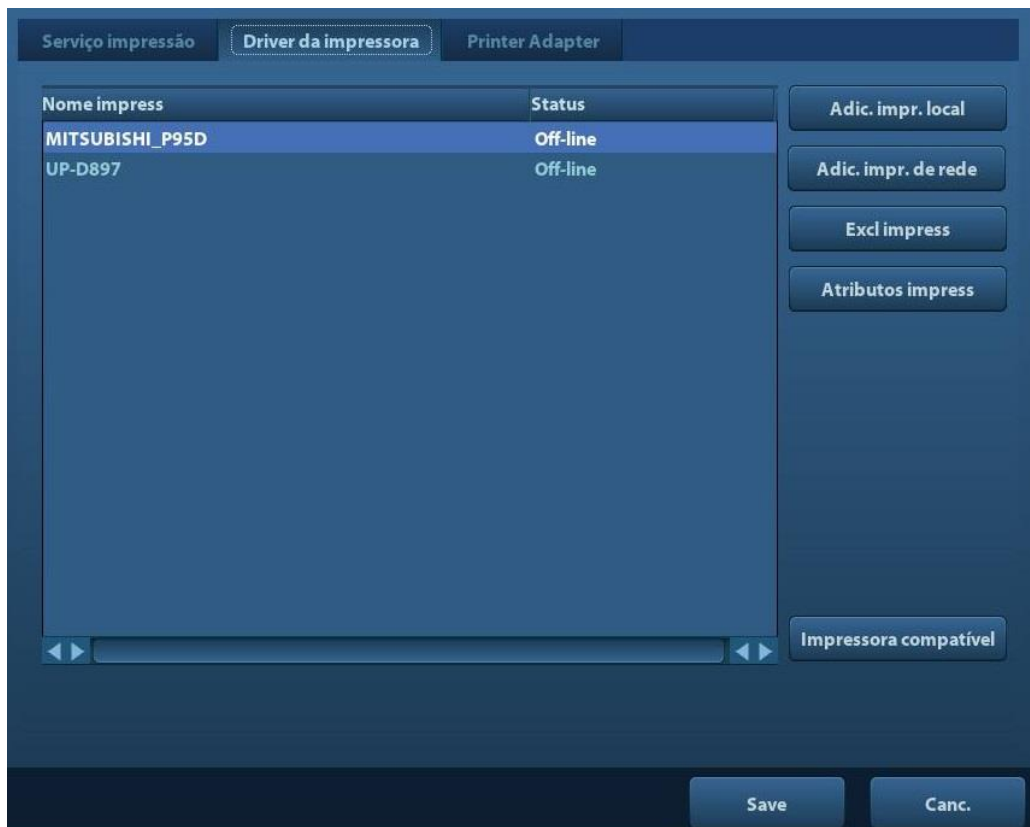 Serviço impressão Driver da impressora Printer Adapter
Nome impress Status
MITSUBISHI_P95D Off-line
UP-D897 Off-line
Adic. impr. local
Adic. impr. de rede
Excl impress
Atributos impress
Impressora compatível
Save Canc.